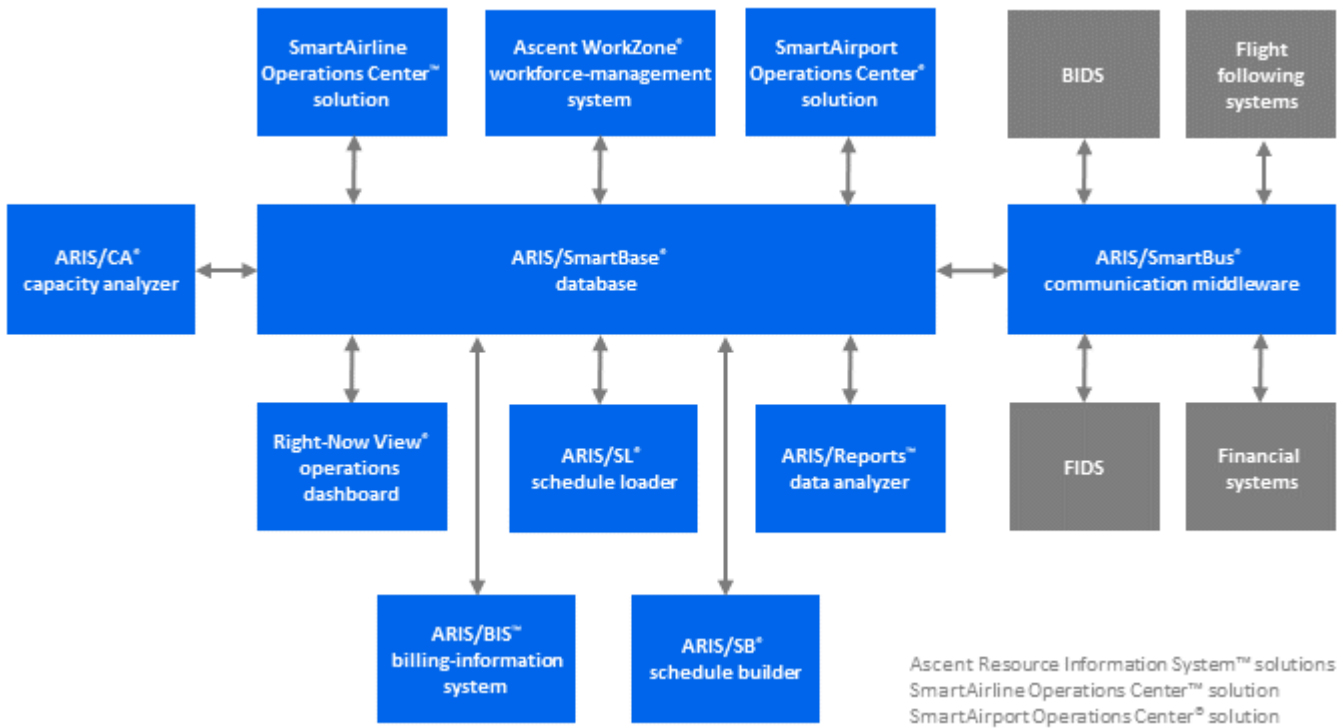 SmartAirline
Operations Center™
solution
Ascent WorkZone®
workforce-management
system
SmartAirport
Operations Center®
solution
BIDS
Flight
following
systems
ARIS/CA®
capacity analyzer
ARIS/SmartBase®
database
ARIS/SmartBus®
communication middleware
Right-Now View®
operations
dashboard
ARIS/SL®
schedule loader
ARIS/Reports™
data analyzer
FIDS
Financial
systems
ARIS/BIS™
billing-information
system
ARIS/SB®
schedule builder
Ascent Resource Information System™ solutions
SmartAirline Operations Center™ solution
SmartAirport Operations Center® solution